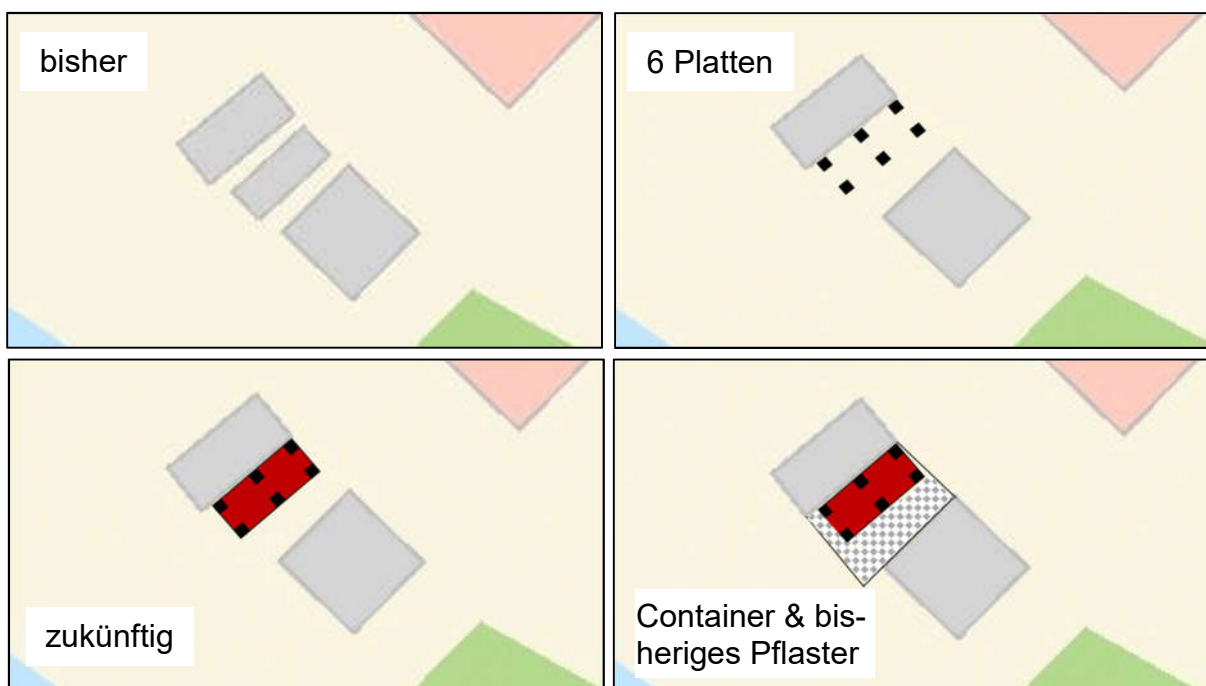 bisher
6 Platten
zukünftig
Container & bis-
heriges Pflaster